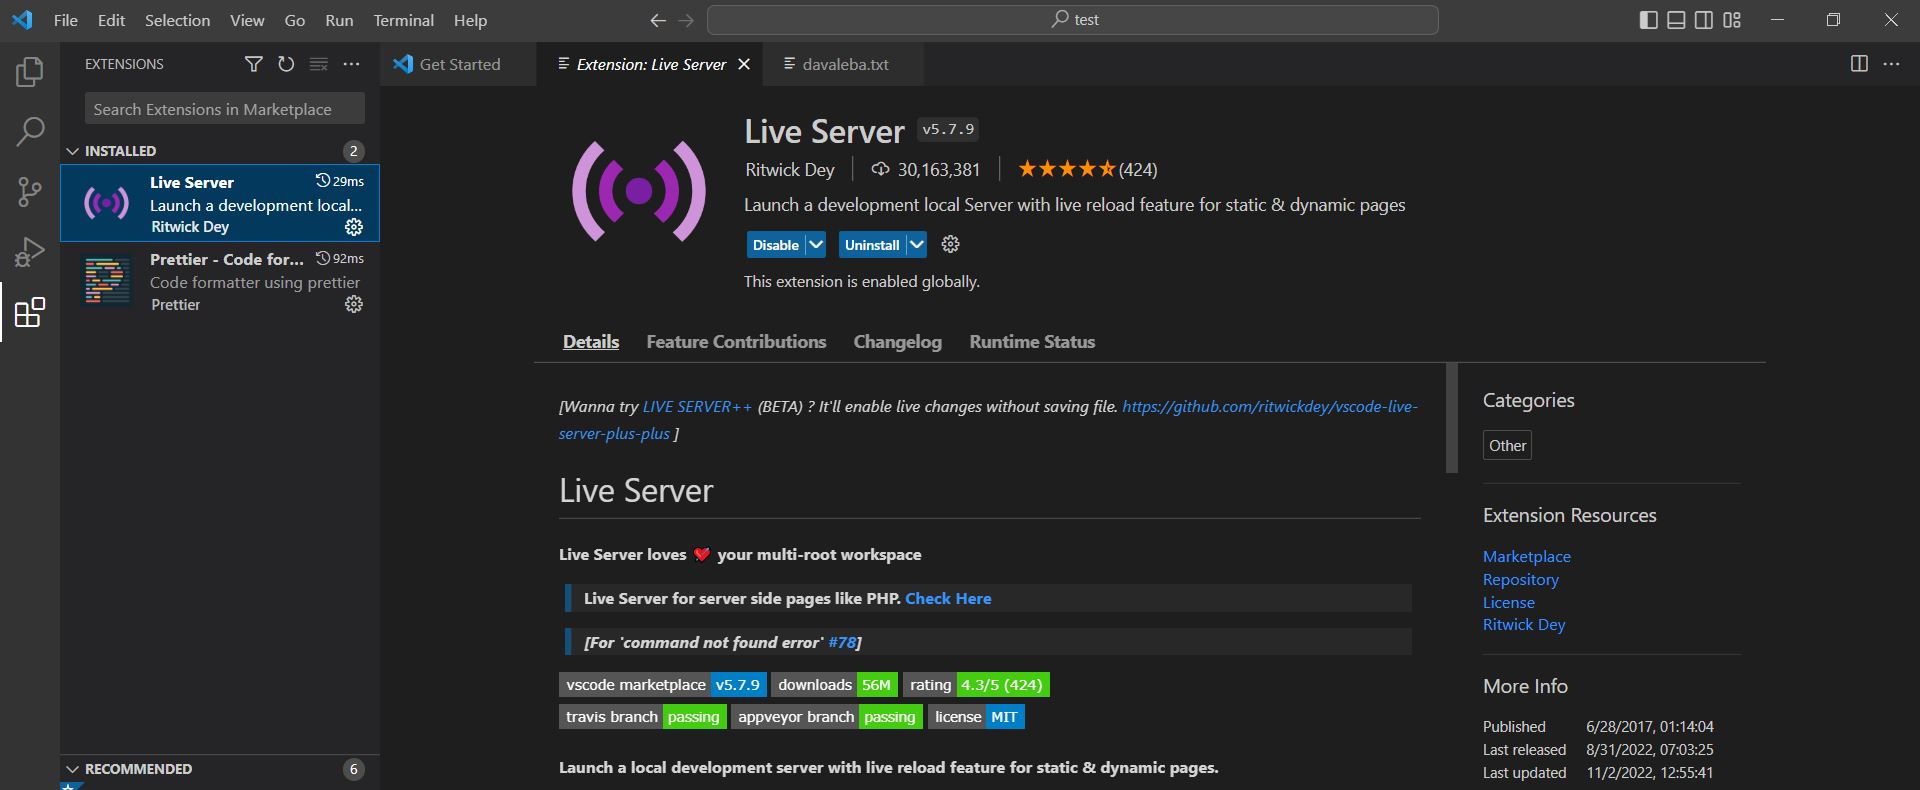 File Edit Selection View Go Run Terminal Help
test
EXTENSIONS
Get Started
Extension: Live Server
davaleba.txt
Search Extensions in Marketplace
INSTALLED 2
Live Server 29ms
Launch a development local...
Ritwick Dey
Prettier - Code for... 92ms
Code formatter using prettier
Prettier
RECOMMENDED 6
Live Server v5.7.9
Ritwick Dey 30,163,381 (424)
Launch a development local Server with live reload feature for static & dynamic pages
Disable Uninstall
This extension is enabled globally.
Details Feature Contributions Changelog Runtime Status
[Wanna try LIVE SERVER++ (BETA) ? It'll enable live changes without saving file. https://github.com/ritwickdey/vscode-live-
server-plus-plus ]
Live Server
Live Server loves your multi-root workspace
Live Server for server side pages like PHP. Check Here
[For `command not found error` #78]
vscode marketplace v5.7.9 downloads 56M rating 4.3/5 (424)
travis branch passing appveyor branch passing license MIT
Launch a local development server with live reload feature for static & dynamic pages.
Categories
Other
Extension Resources
Marketplace
Repository
License
Ritwick Dey
More Info
Published 6/28/2017, 01:14:04
Last released 8/31/2022, 07:03:25
Last updated 11/2/2022, 12:55:41